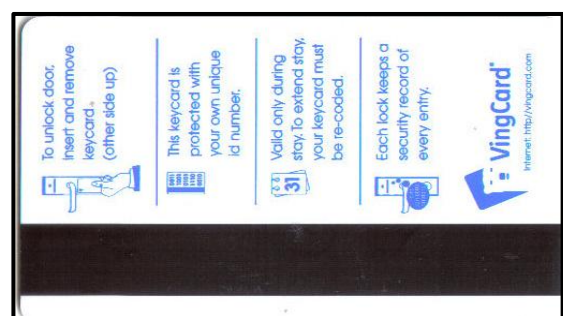 To unlock door,
insert and remove
keycard.
(other side up)
This keycard is
protected with
your own unique
id number.
31
Valid only during
stay. To extend stay,
your keycard must
be re-coded.
Each lock keeps a
security record of
every entry.
VingCard®
Internet: http//vingcard.com